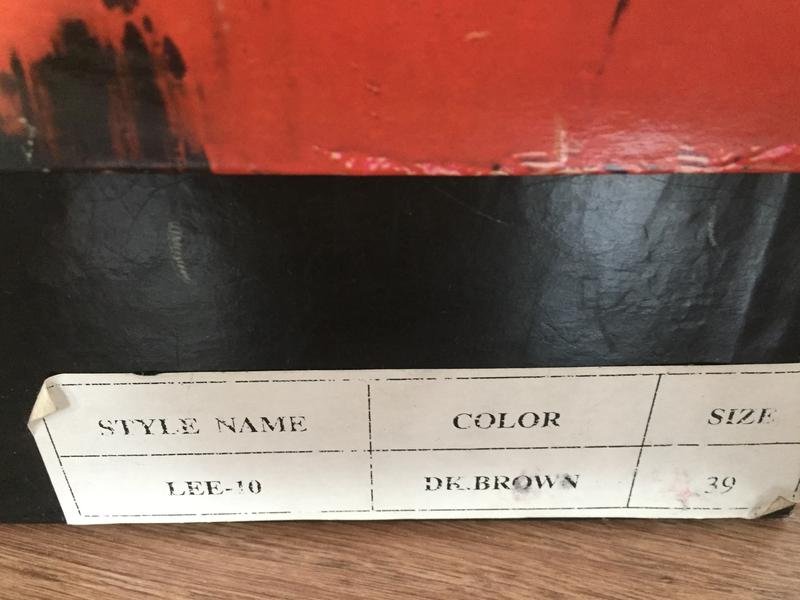 STYLE NAME COLOR SIZE
LEE-10 DK.BROWN 39